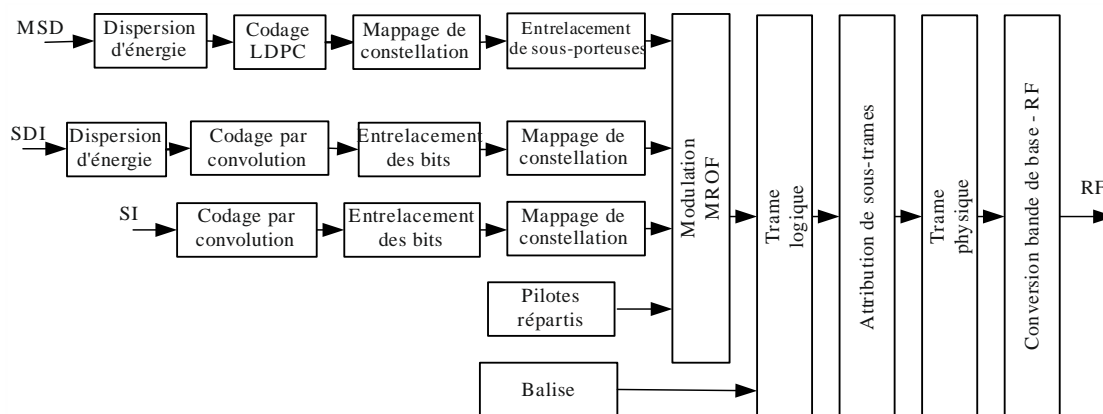 MSD
Dispersion
d'énergie
Codage
LDPC
Mappage de
constellation
Entrelacement
de sous-porteuses
SDI
Dispersion
d'énergie
Codage par
convolution
Entrelacement
des bits
Mappage de
constellation
SI
Codage par
convolution
Entrelacement
des bits
Mappage de
constellation
Pilotes
répartis
Balise
Modulation
MROF
Trame
logique
Attribution de sous-trames
Trame
physique
Conversion bande de base - RF
RF